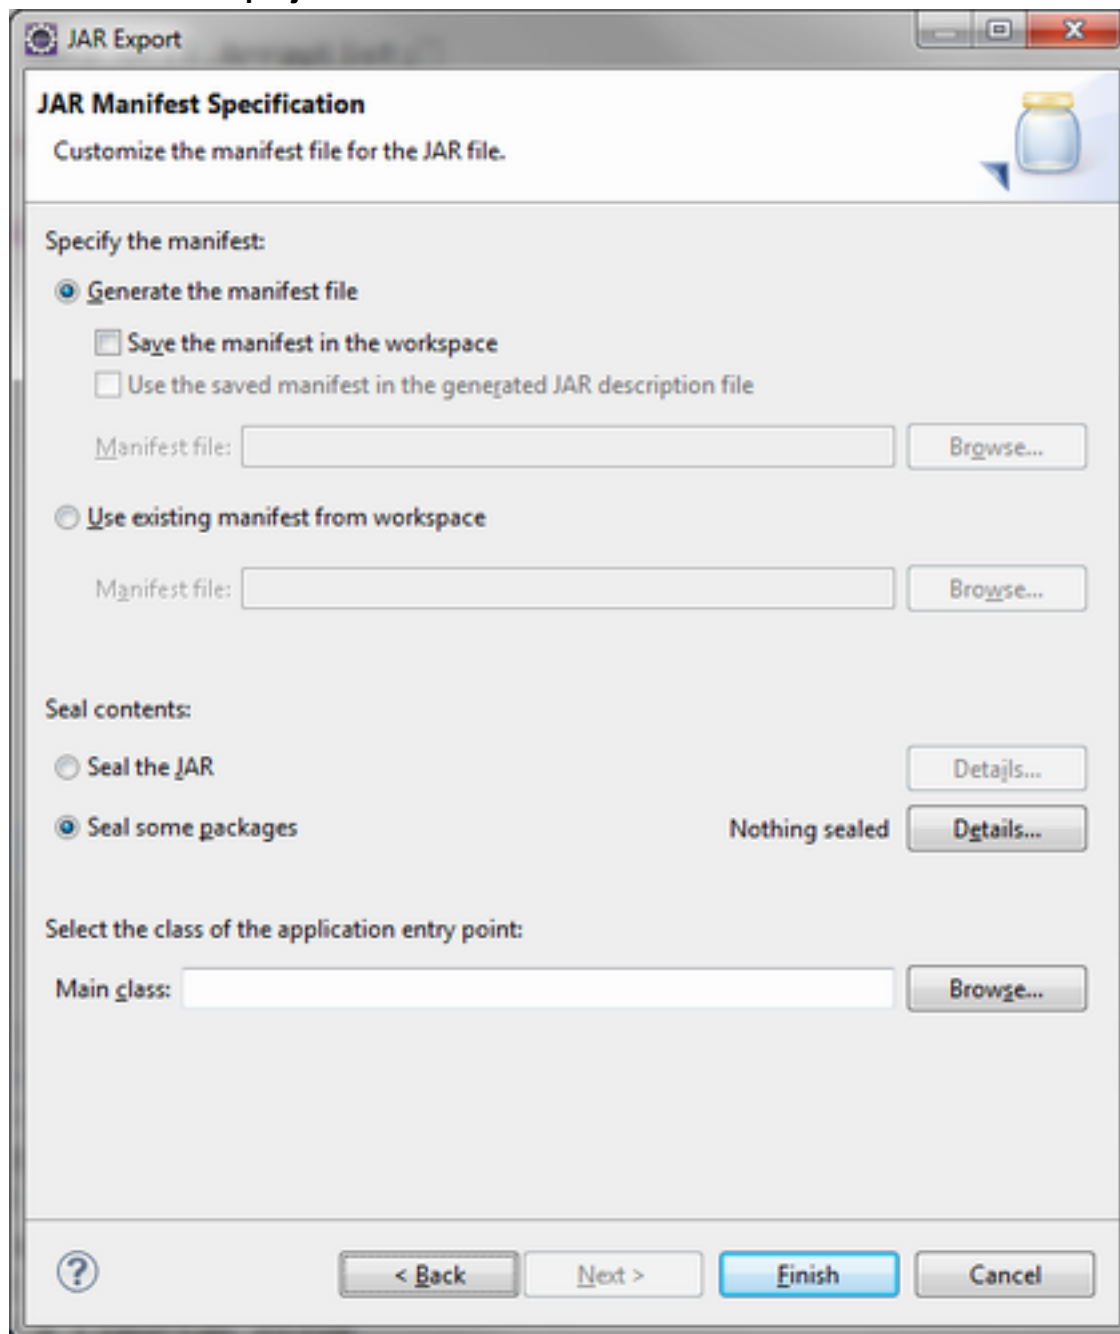 JAR Export
JAR Manifest Specification
Customize the manifest file for the JAR file.
Specify the manifest:
Generate the manifest file
Save the manifest in the workspace
Use the saved manifest in the generated JAR description file
Manifest file: Browse...
Use existing manifest from workspace
Manifest file: Browse...
Seal contents:
Seal the JAR Details...
Seal some packages Nothing sealed Details...
Select the class of the application entry point:
Main class: Browse...
? < Back Next > Finish Cancel